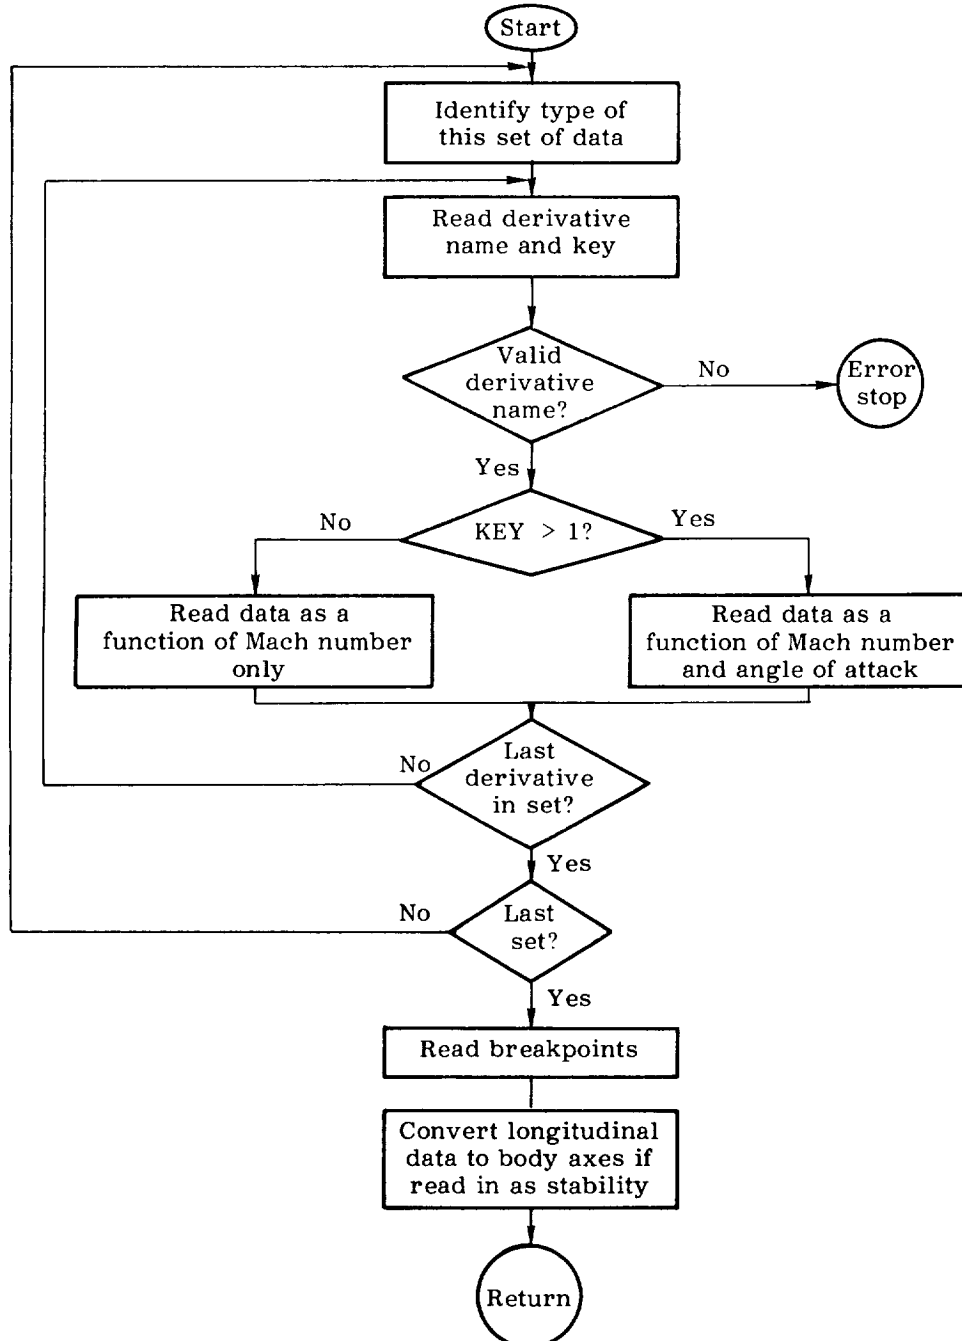 Start
Identify type of
this set of data
Read derivative
name and key
Valid
derivative
name?
No
Error
stop
Yes
KEY > 1?
No
Yes
Read data as a
function of Mach number
only
Read data as a
function of Mach number
and angle of attack
Last
derivative
in set?
No
Yes
Last
set?
No
Yes
Read breakpoints
Convert longitudinal
data to body axes if
read in as stability
Return